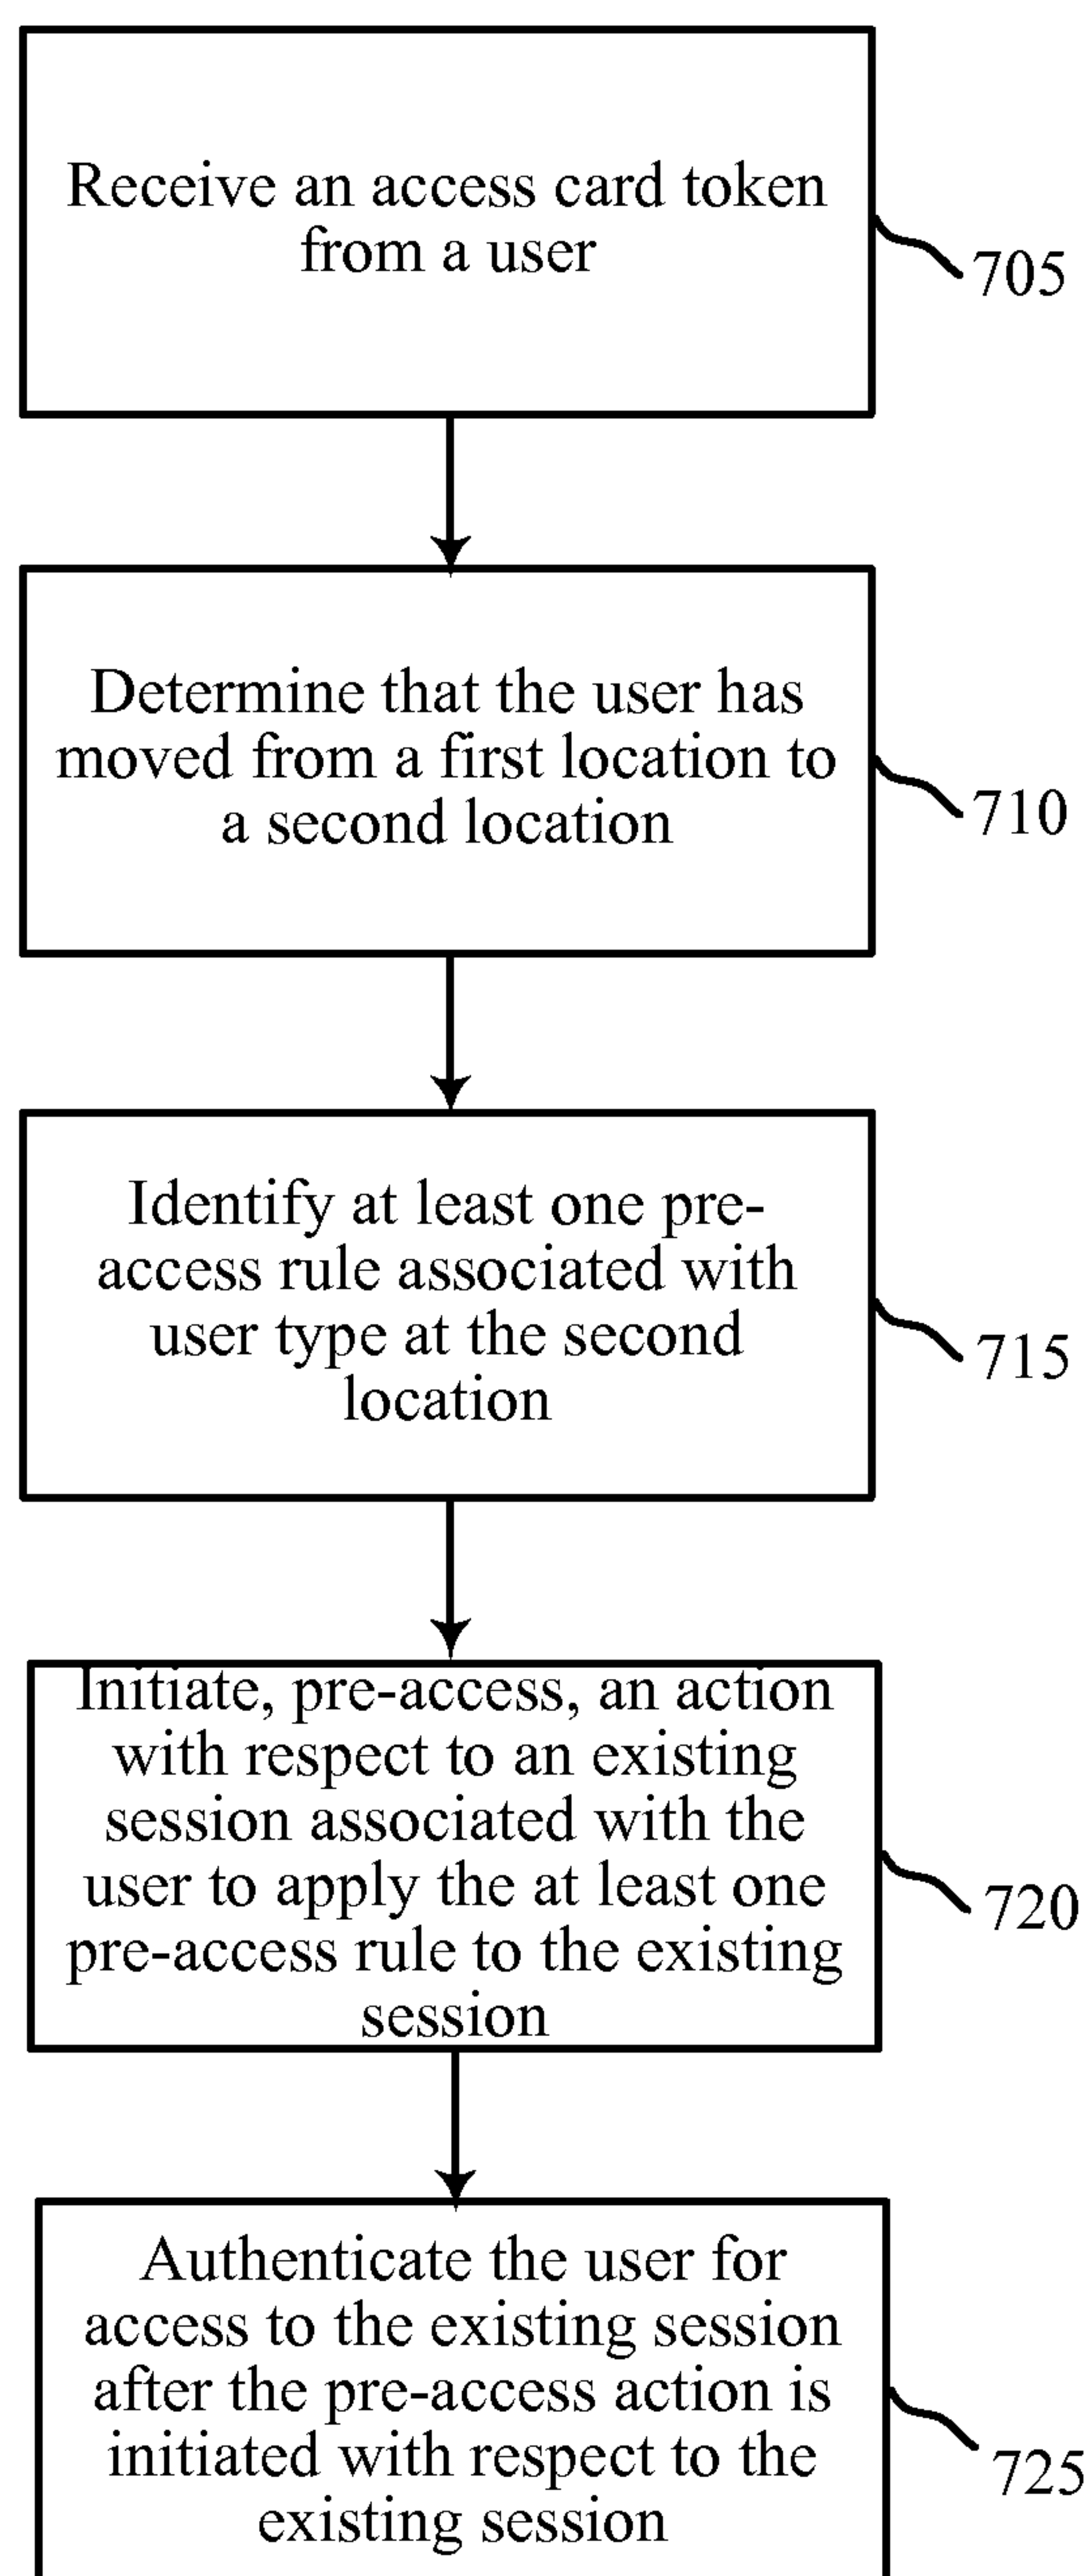 Receive an access card token
from a user
705
Determine that the user has
moved from a first location to
a second location
710
Identify at least one pre-
access rule associated with
user type at the second
location
715
Initiate, pre-access, an action
with respect to an existing
session associated with the
user to apply the at least one
pre-access rule to the existing
session
720
Authenticate the user for
access to the existing session
after the pre-access action is
initiated with respect to the
existing session
725